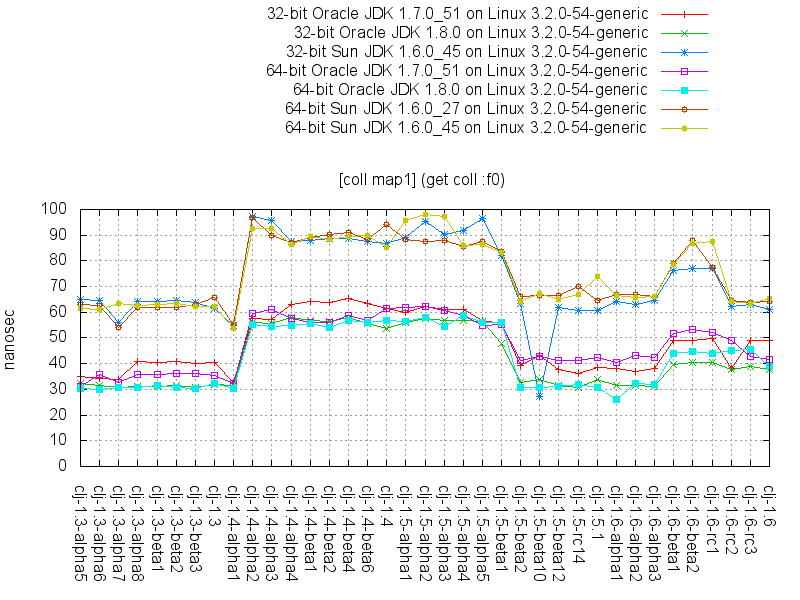 32-bit Oracle JDK 1.7.0_51 on Linux 3.2.0-54-generic
32-bit Oracle JDK 1.8.0 on Linux 3.2.0-54-generic
32-bit Sun JDK 1.6.0_45 on Linux 3.2.0-54-generic
64-bit Oracle JDK 1.7.0_51 on Linux 3.2.0-54-generic
64-bit Oracle JDK 1.8.0 on Linux 3.2.0-54-generic
64-bit Sun JDK 1.6.0_27 on Linux 3.2.0-54-generic
64-bit Sun JDK 1.6.0_45 on Linux 3.2.0-54-generic
[coll map1] (get coll :f0)
nanosec
100
90
80
70
60
50
40
30
20
10
0
clj-1.3-alpha5
clj-1.3-alpha6
clj-1.3-alpha7
clj-1.3-alpha8
clj-1.3-beta1
clj-1.3-beta2
clj-1.3-beta3
clj-1.3
clj-1.4-alpha1
clj-1.4-alpha2
clj-1.4-alpha3
clj-1.4-alpha4
clj-1.4-beta1
clj-1.4-beta2
clj-1.4-beta4
clj-1.4-beta6
clj-1.4
clj-1.5-alpha1
clj-1.5-alpha2
clj-1.5-alpha3
clj-1.5-alpha4
clj-1.5-alpha5
clj-1.5-beta1
clj-1.5-beta2
clj-1.5-beta10
clj-1.5-beta12
clj-1.5-rc14
clj-1.5.1
clj-1.6-alpha1
clj-1.6-alpha2
clj-1.6-alpha3
clj-1.6-beta1
clj-1.6-beta2
clj-1.6-rc1
clj-1.6-rc2
clj-1.6-rc3
clj-1.6